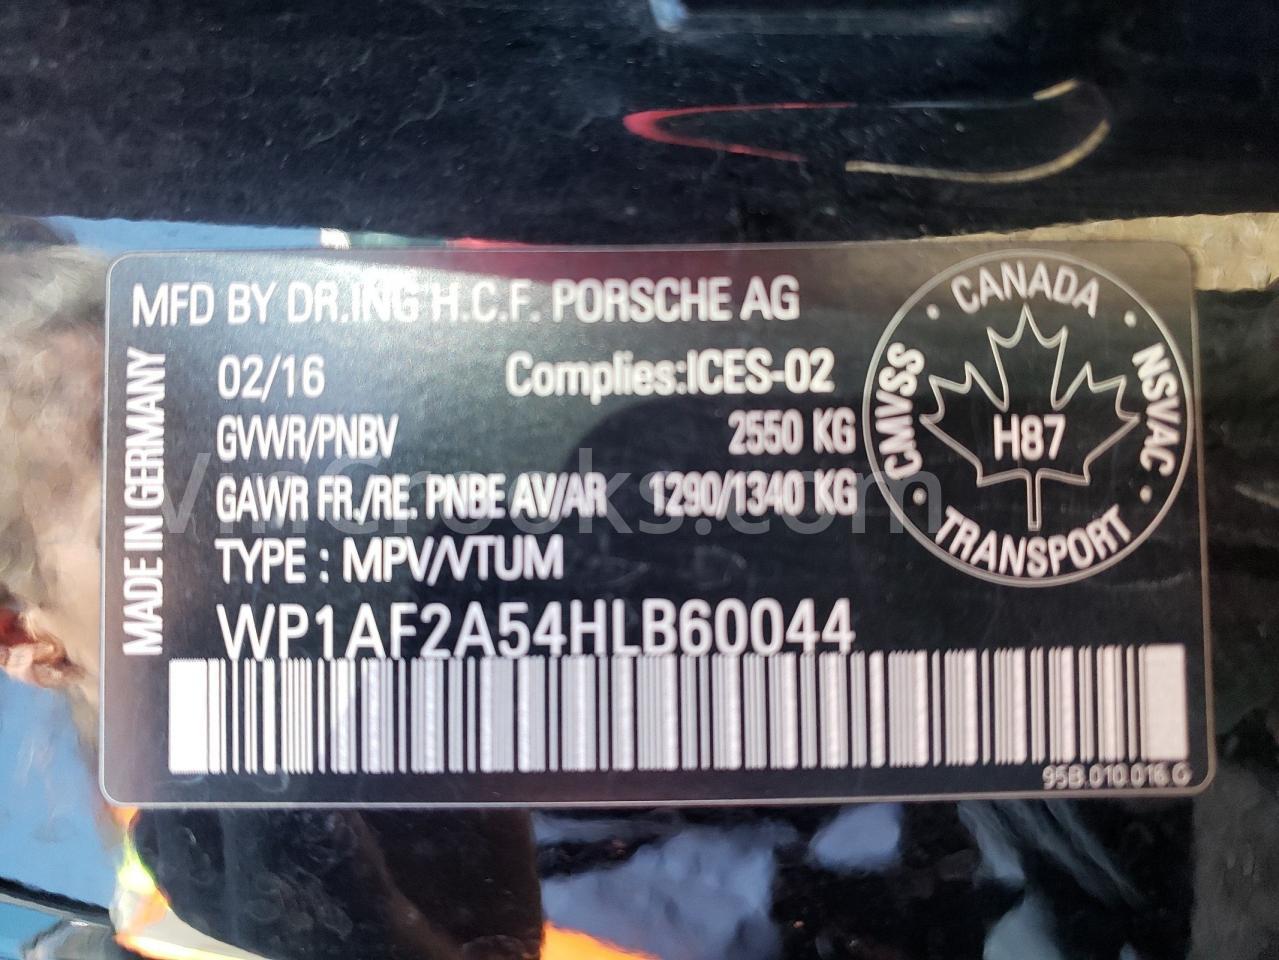 MFD BY DR.ING H.C.F. PORSCHE AG
02/16 Complies:ICES-02
GVWR/PNBV 2550 KG
GAWR FR./RE. PNBE AV/AR 1290/1340 KG
TYPE : MPV/VTUM
WP1AF2A54HLB60044
MADE IN GERMANY
CANADA
CMVSS
NSVAC
H87
TRANSPORT
95B.010.016 G
VinCrooks.com